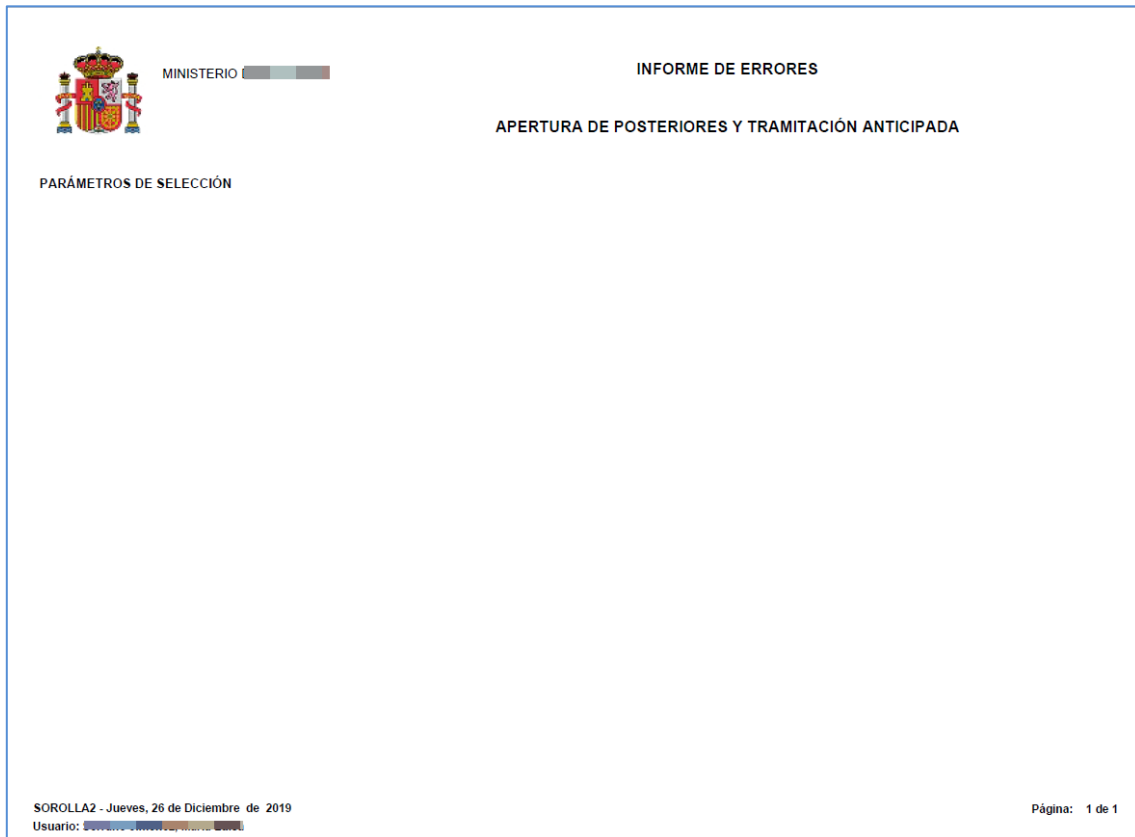 MINISTERIO
INFORME DE ERRORES
APERTURA DE POSTERIORES Y TRAMITACIÓN ANTICIPADA
PARÁMETROS DE SELECCIÓN
SOROLLA2 - Jueves, 26 de Diciembre de 2019
Página: 1 de 1
Usuario: